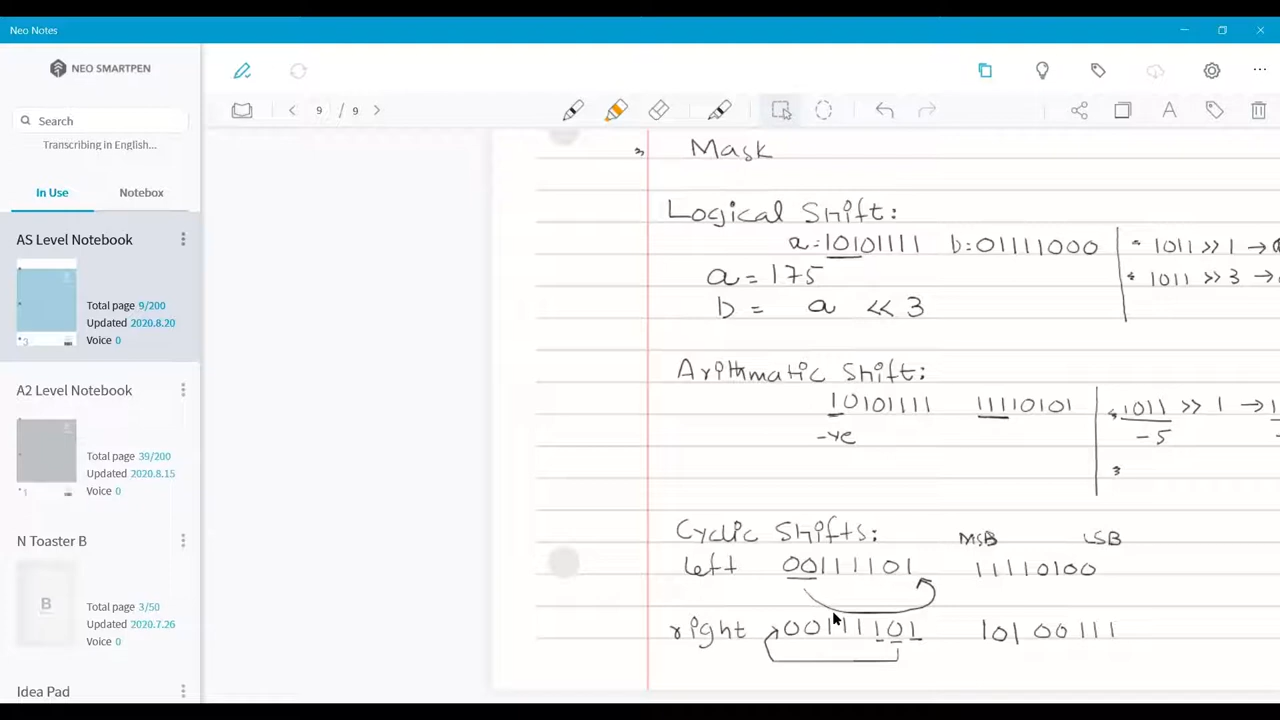 Neo Notes
NEO SMARTPEN
Search
Transcribing in English...
In Use Notebox
AS Level Notebook
Total page 9/200
Updated 2020.8.20
Voice 0
A2 Level Notebook
Total page 39/200
Updated 2020.8.15
Voice 0
N Toaster B
B
Total page 3/50
Updated 2020.7.26
Voice 0
Idea Pad
9 / 9
Mask
Logical Shift:
a=10101111 b=01111000 * 1011 >> 1 →
a = 175 * 1011 >> 3 →
b = a << 3
Arithmatic Shift:
10101111 11110101 * 1011 >> 1 →
-ve -5
Cyclic Shifts: MSB LSB
left 00111101 11110100
right 00111101 10100111